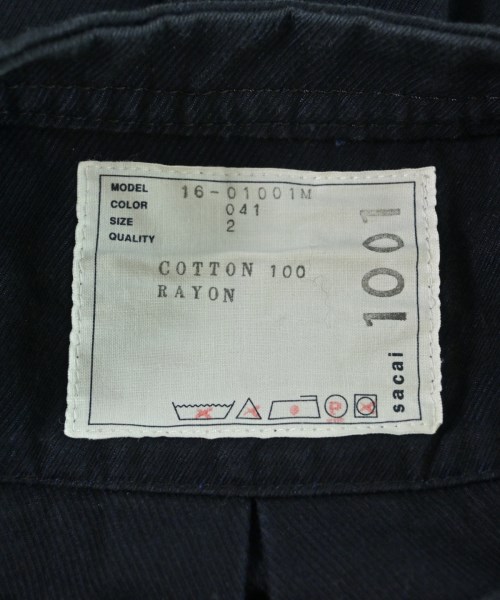 MODEL 16-01001M
COLOR 041
SIZE 2
QUALITY
COTTON 100
RAYON
sacai 1001
P